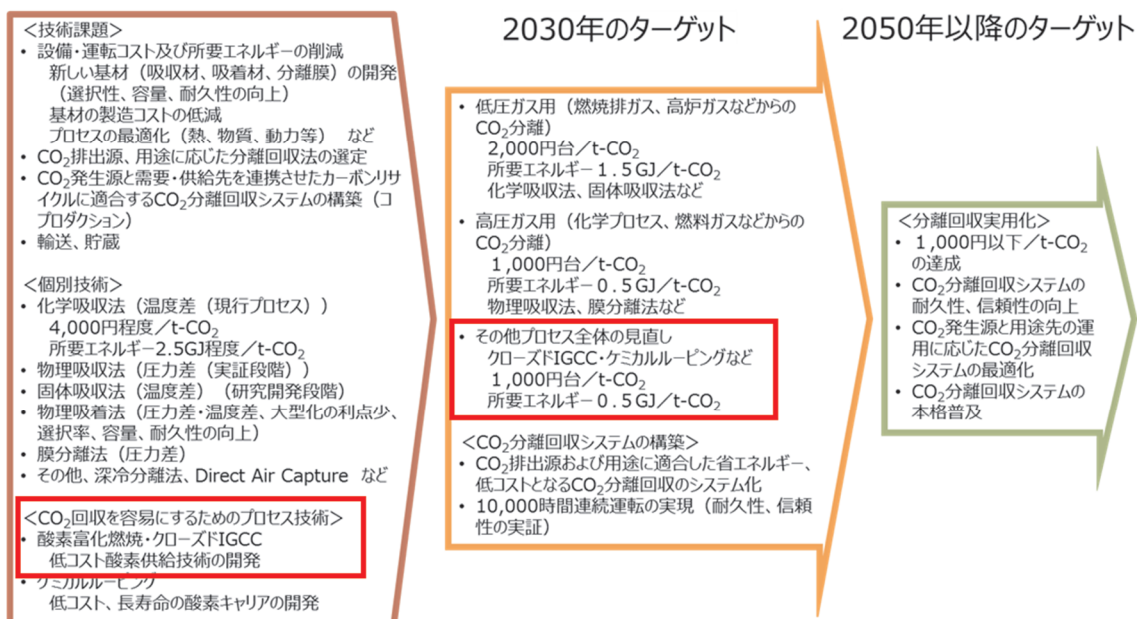 <技術課題>
• 設備・運転コスト及び所要エネルギーの削減
新しい基材（吸収材、吸着材、分離膜）の開発
（選択性、容量、耐久性の向上）
基材の製造コストの低減
プロセスの最適化（熱、物質、動力等） など
• CO₂排出源、用途に応じた分離回収法の選定
• CO₂発生源と需要・供給先を連携させたカーボンリサ
イクルに適合するCO₂分離回収システムの構築（コ
プロダクション）
• 輸送、貯蔵
<個別技術>
• 化学吸収法（温度差（現行プロセス））
4,000円程度／t-CO₂
所要エネルギー2.5GJ程度／t-CO₂
• 物理吸収法（圧力差（実証段階））
• 固体吸収法（温度差）（研究開発段階）
• 物理吸着法（圧力差・温度差、大型化の利点少、
選択率、容量、耐久性の向上）
• 膜分離法（圧力差）
• その他、深冷分離法、Direct Air Capture など
<CO₂回収を容易にするためのプロセス技術>
• 酸素富化燃焼・クローズドIGCC
低コスト酸素供給技術の開発
• ケミカルルーピング
低コスト、長寿命の酸素キャリアの開発
2030年のターゲット
• 低圧ガス用（燃焼排ガス、高炉ガスなどからの
CO₂分離）
2,000円台／t-CO₂
所要エネルギー１.５GJ／t-CO₂
化学吸収法、固体吸収法など
• 高圧ガス用（化学プロセス、燃料ガスなどからの
CO₂分離）
１,000円台／t-CO₂
所要エネルギー０.５GJ／t-CO₂
物理吸収法、膜分離法など
• その他プロセス全体の見直し
クローズドIGCC・ケミカルルーピングなど
１,000円台／t-CO₂
所要エネルギー０.５GJ／t-CO₂
<CO₂分離回収システムの構築>
• CO₂排出源および用途に適合した省エネルギー、
低コストとなるCO₂分離回収のシステム化
• 10,000時間連続運転の実現（耐久性、信頼
性の実証）
2050年以降のターゲット
<分離回収実用化>
• １,000円以下／t-CO₂
の達成
• CO₂分離回収システムの
耐久性、信頼性の向上
• CO₂発生源と用途先の運
用に応じたCO₂分離回収
システムの最適化
• CO₂分離回収システムの
本格普及